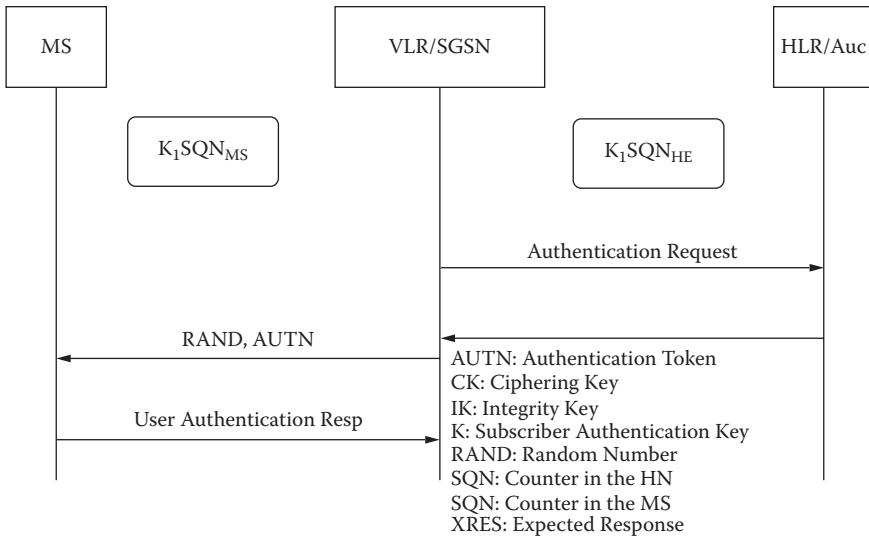 MS
VLR/SGSN
HLR/Auc
K₁SQN_MS
K₁SQN_HE
Authentication Request
RAND, AUTN
User Authentication Resp
AUTN: Authentication Token
CK: Ciphering Key
IK: Integrity Key
K: Subscriber Authentication Key
RAND: Random Number
SQN: Counter in the HN
SQN: Counter in the MS
XRES: Expected Response